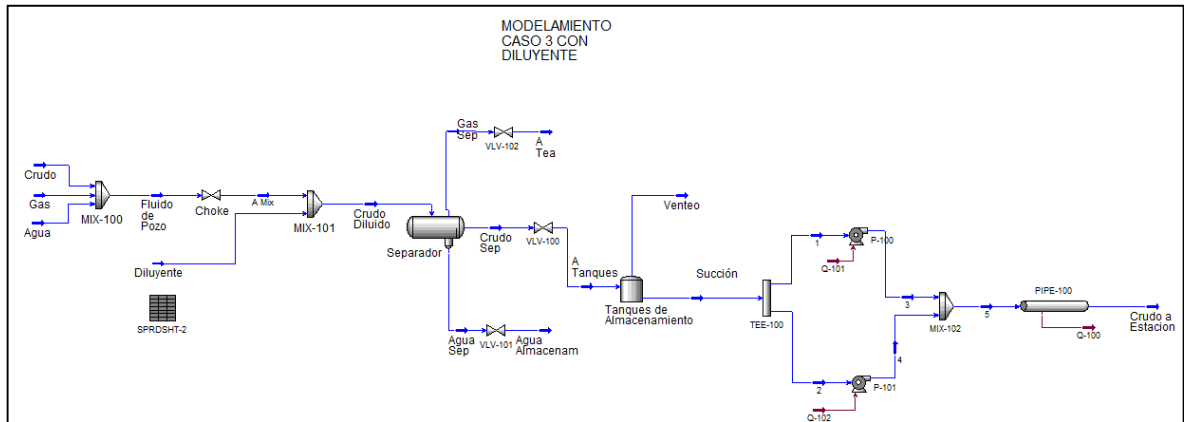 MODELAMIENTO
CASO 3 CON
DILUYENTE
Crudo
Gas
Agua
MIX-100
Fluido
de
Pozo
Choke
A Mix
MIX-101
Diluyente
SPRDSHT-2
Crudo
Diluido
Separador
Gas
Sep
VLV-102
A
Tea
Crudo
Sep
VLV-100
Agua
Sep
VLV-101
Agua
Almacenam
A
Tanques
Venteo
Tanques de
Almacenamiento
Succión
TEE-100
1
P-100
Q-101
2
P-101
Q-102
3
4
MIX-102
5
PIPE-100
Q-100
Crudo a
Estacion